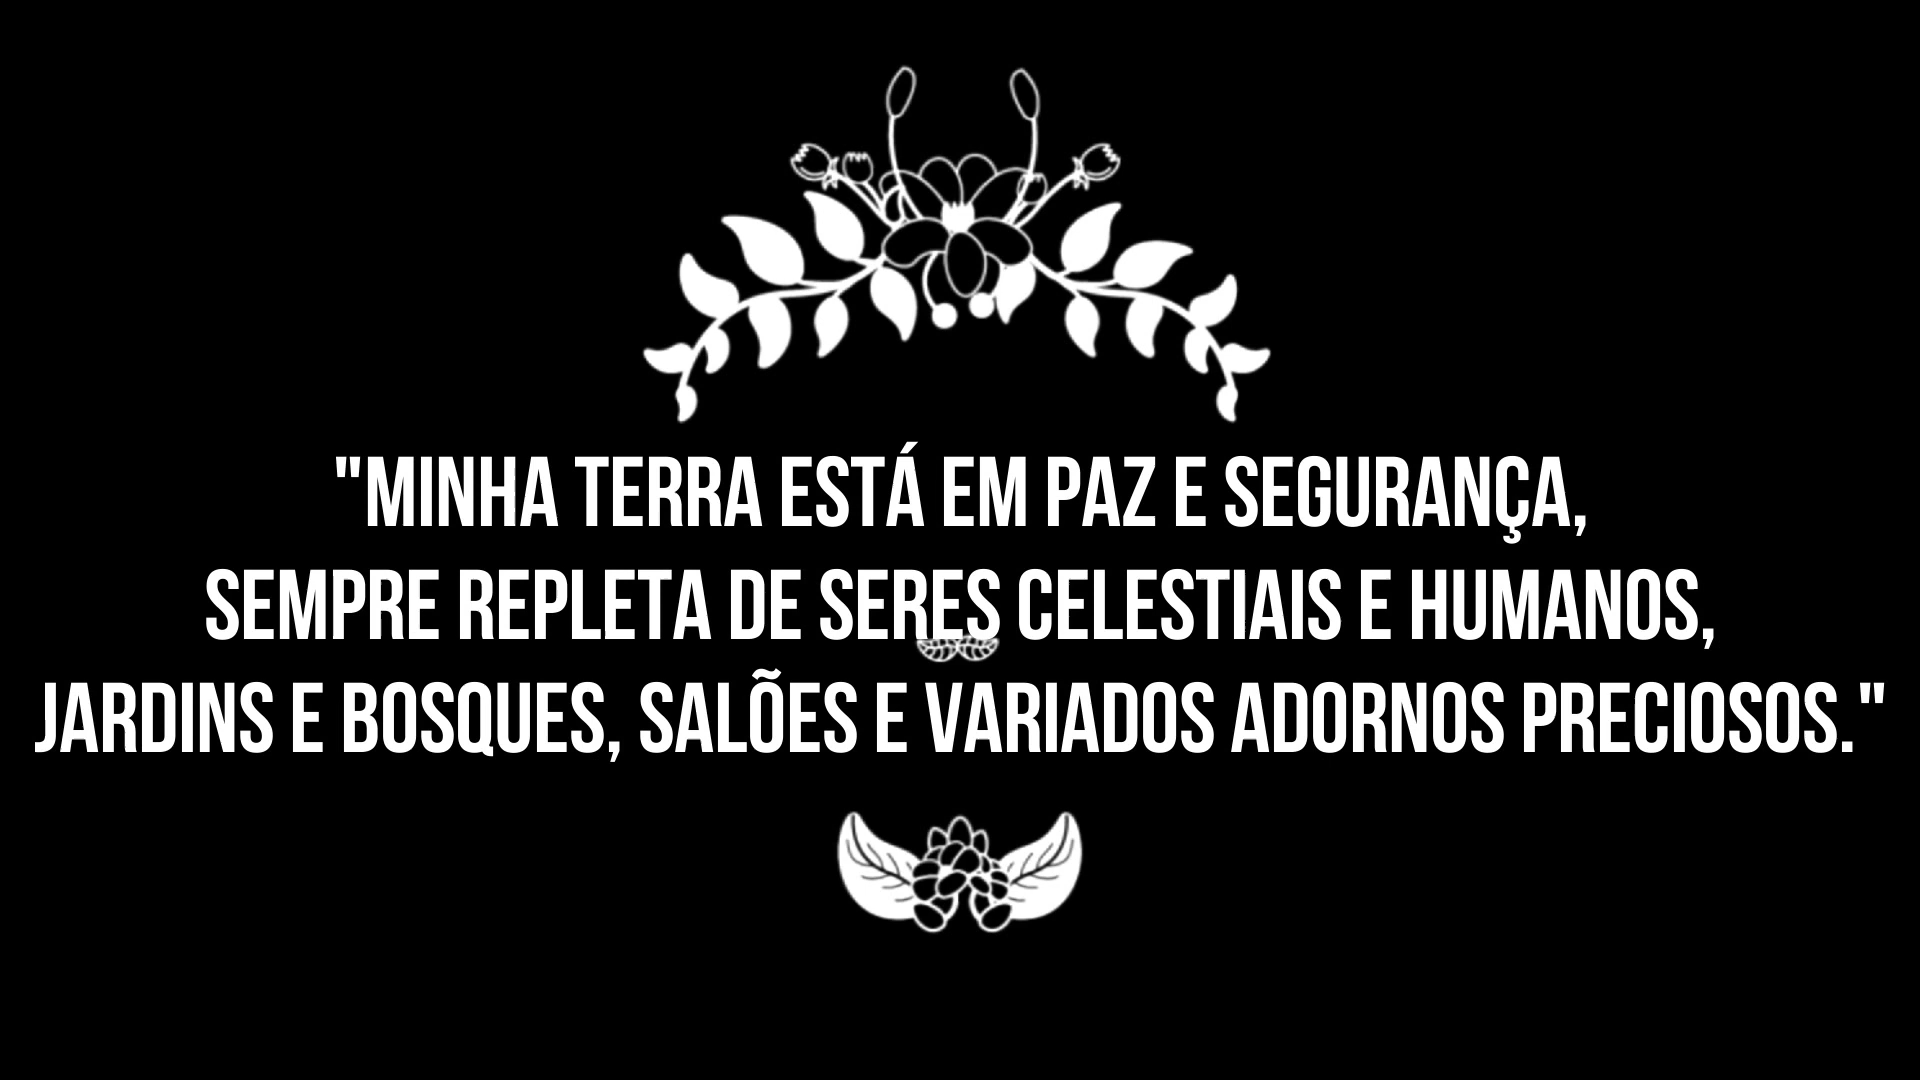 "MINHA TERRA ESTÁ EM PAZ E SEGURANÇA,
SEMPRE REPLETA DE SERES CELESTIAIS E HUMANOS,
JARDINS E BOSQUES, SALÕES E VARIADOS ADORNOS PRECIOSOS."